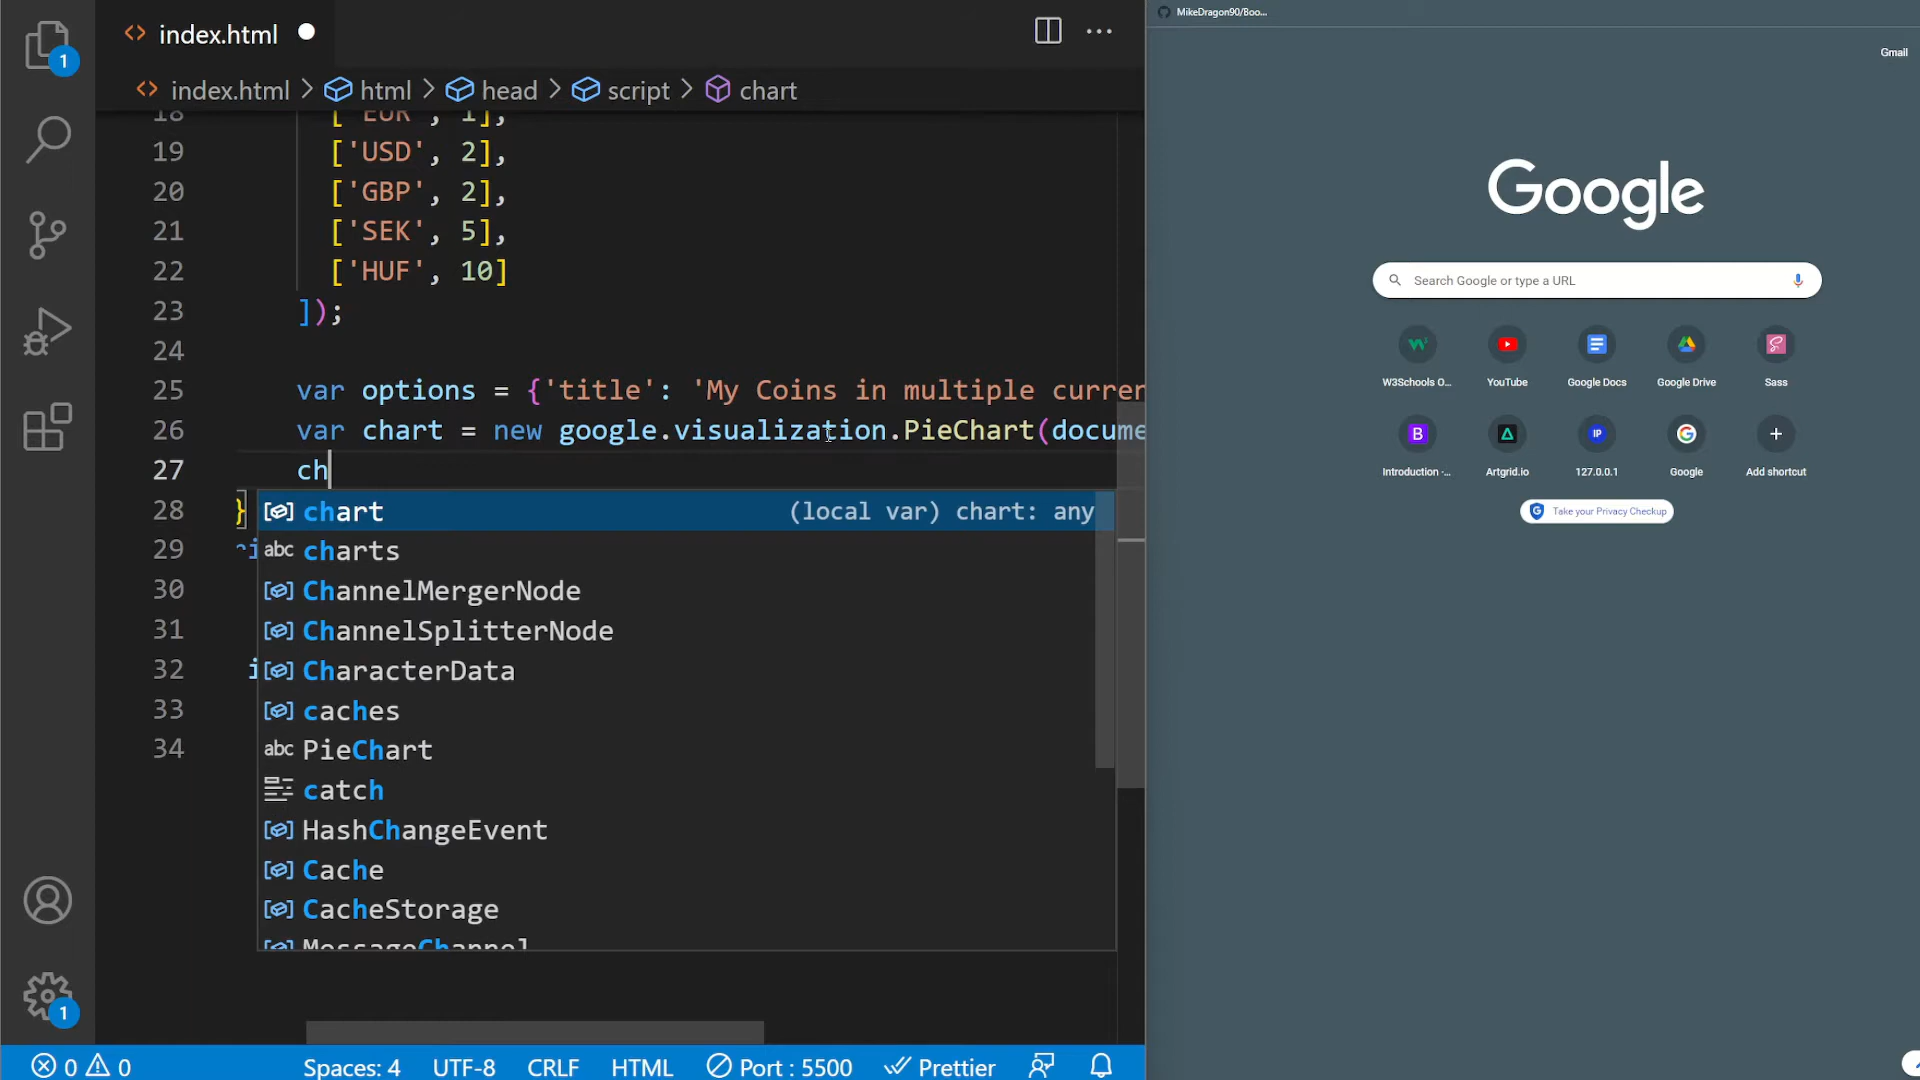 index.html
index.html > html > head > script > chart
18 ['EUR', 1],
19 ['USD', 2],
20 ['GBP', 2],
21 ['SEK', 5],
22 ['HUF', 10]
23 ]);
24
25 var options = {'title': 'My Coins in multiple curren
26 var chart = new google.visualization.PieChart(docume
27 ch
28 }
29
30
31
32
33
34
chart (local var) chart: any
abc charts
ChannelMergerNode
ChannelSplitterNode
CharacterData
caches
abc PieChart
catch
HashChangeEvent
Cache
CacheStorage
MessageChannel
1
1
0 0 Spaces: 4 UTF-8 CRLF HTML Port : 5500 Prettier
MikeDragon90/Boo...
Gmail
Google
Search Google or type a URL
W3Schools O... YouTube Google Docs Google Drive Sass
Introduction -... Artgrid.io 127.0.0.1 Google Add shortcut
Take your Privacy Checkup